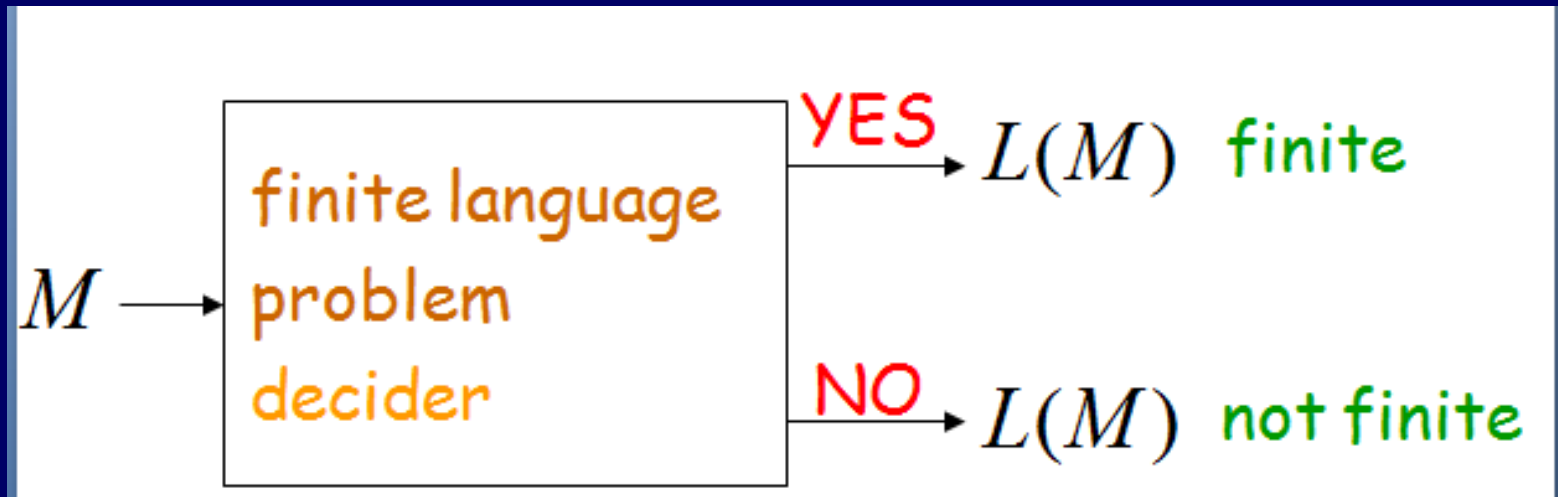 YES
L(M) finite
finite language
M problem
decider
NO
L(M) not finite